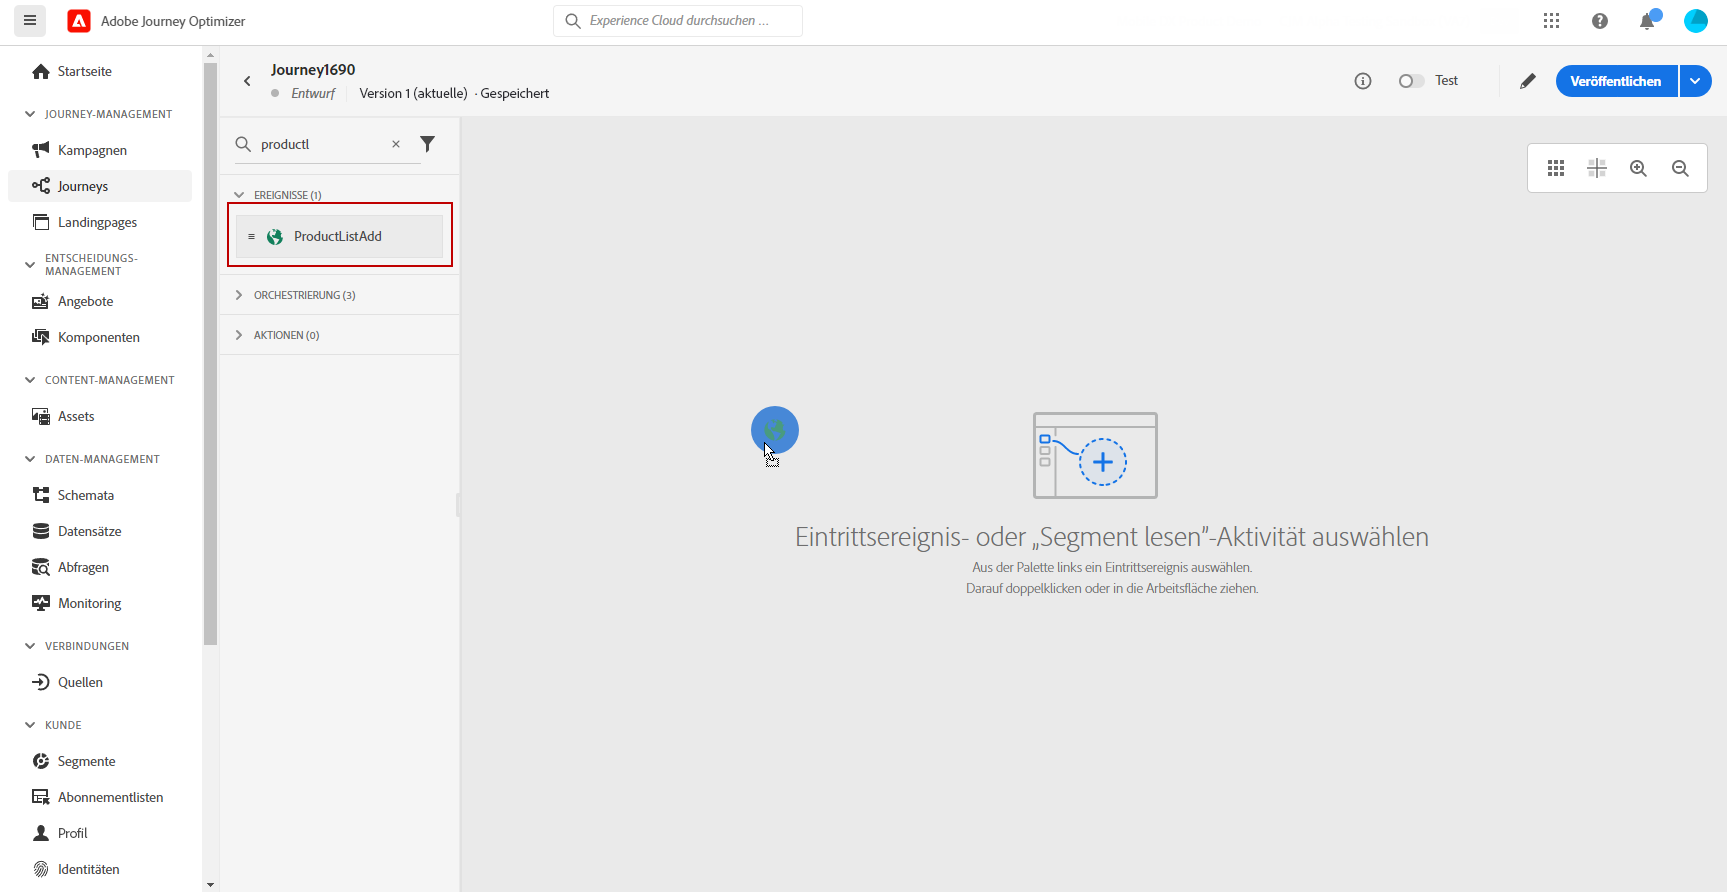 Adobe Journey Optimizer
Experience Cloud durchsuchen ...
Startseite
JOURNEY-MANAGEMENT
Kampagnen
Journeys
Landingpages
ENTSCHEIDUNGS-
MANAGEMENT
Angebote
Komponenten
CONTENT-MANAGEMENT
Assets
DATEN-MANAGEMENT
Schemata
Datensätze
Abfragen
Monitoring
VERBINDUNGEN
Quellen
KUNDE
Segmente
Abonnementlisten
Profil
Identitäten
Journey1690
Entwurf
Version 1 (aktuelle) · Gespeichert
Test
Veröffentlichen
productl
EREIGNISSE (1)
ProductListAdd
ORCHESTRIERUNG (3)
AKTIONEN (0)
Eintrittsereignis- oder „Segment lesen”-Aktivität auswählen
Aus der Palette links ein Eintrittsereignis auswählen.
Darauf doppelklicken oder in die Arbeitsfläche ziehen.